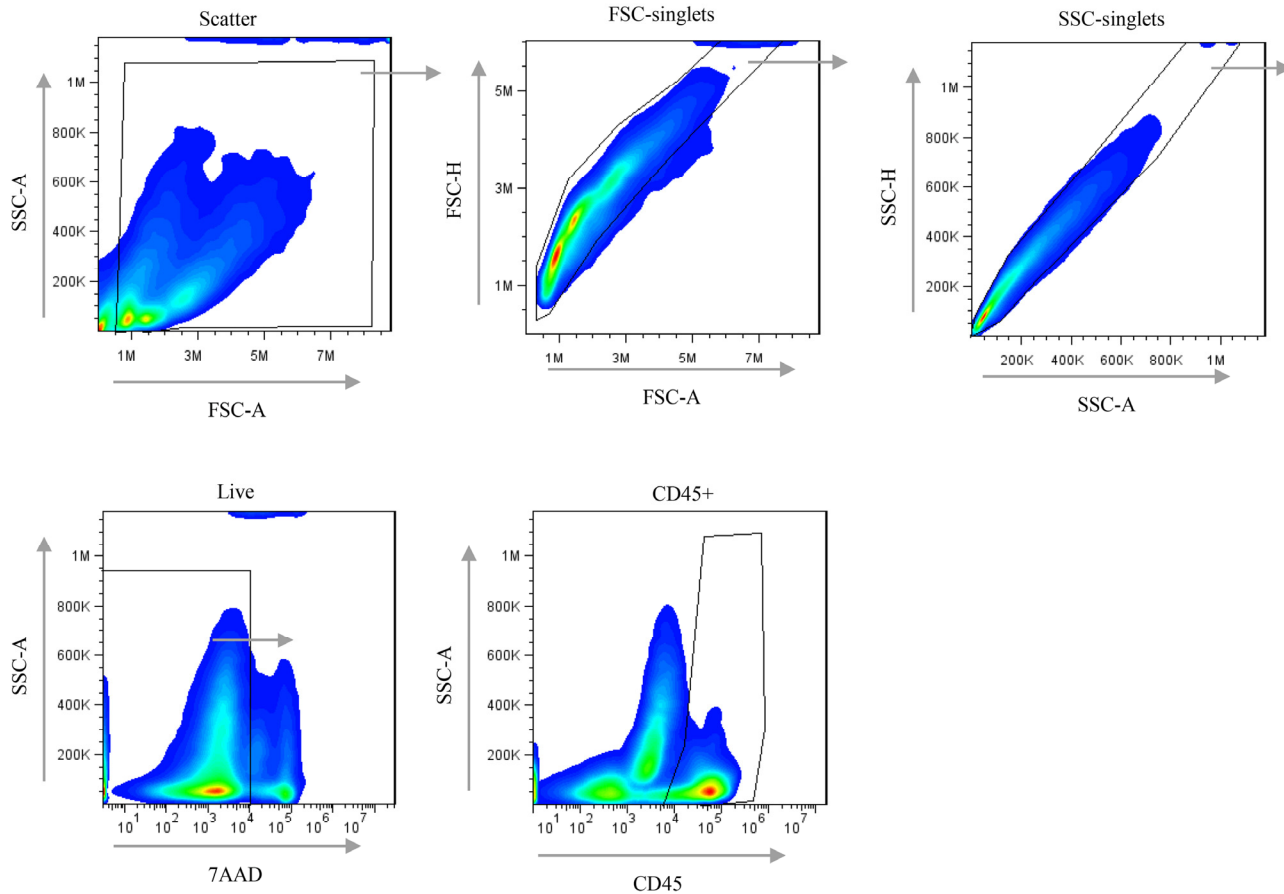 Scatter
SSC-A
1M
800K
600K
400K
200K
1M 3M 5M 7M
FSC-A
FSC-singlets
FSC-H
5M
3M
1M
1M 3M 5M 7M
FSC-A
SSC-singlets
SSC-H
1M
800K
600K
400K
200K
200K 400K 600K 800K 1M
SSC-A
Live
SSC-A
1M
800K
600K
400K
200K
0
10¹ 10² 10³ 10⁴ 10⁵ 10⁶ 10⁷
7AAD
CD45+
SSC-A
1M
800K
600K
400K
200K
0
10¹ 10² 10³ 10⁴ 10⁵ 10⁶ 10⁷
CD45